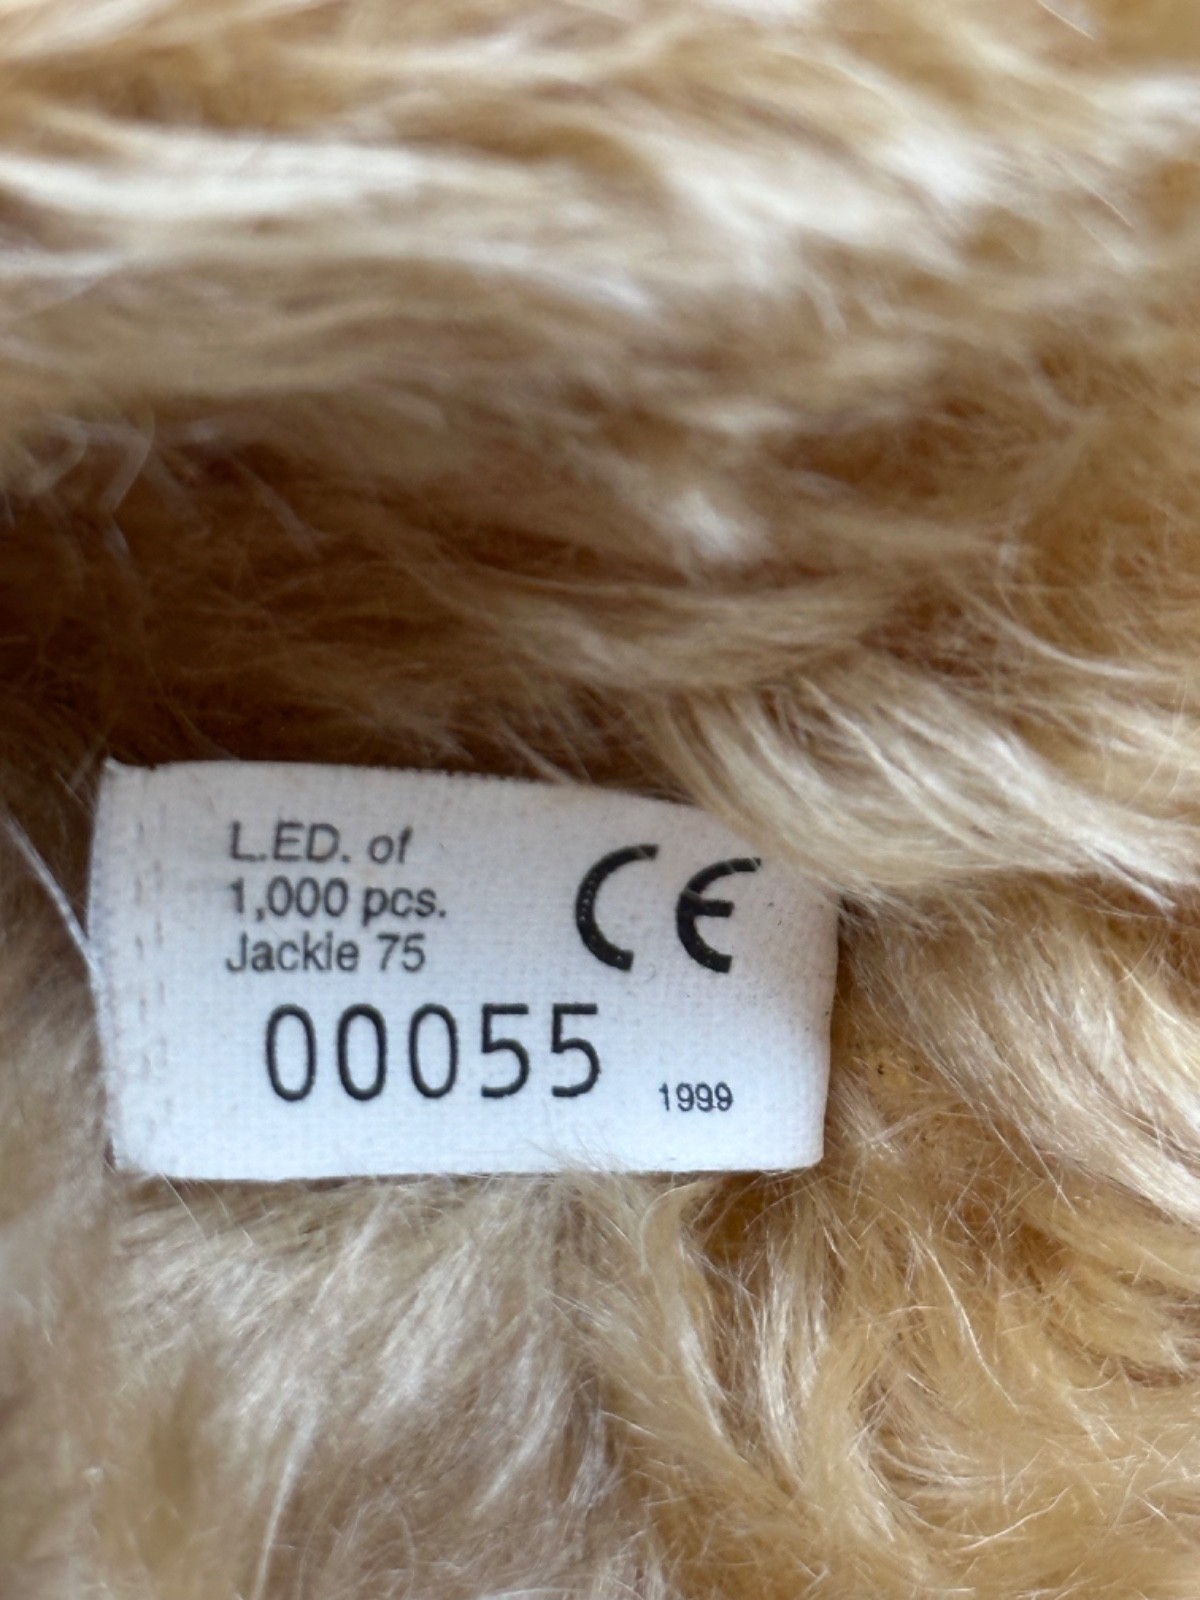 L.ED. of
1,000 pcs.
Jackie 75
CE
00055
1999